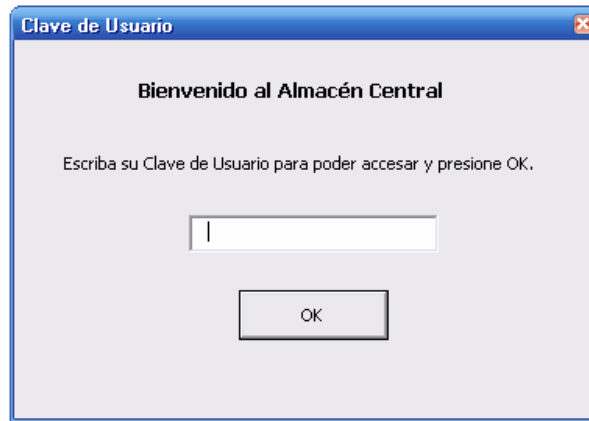 Clave de Usuario
Bienvenido al Almacén Central
Escriba su Clave de Usuario para poder accesar y presione OK.
OK